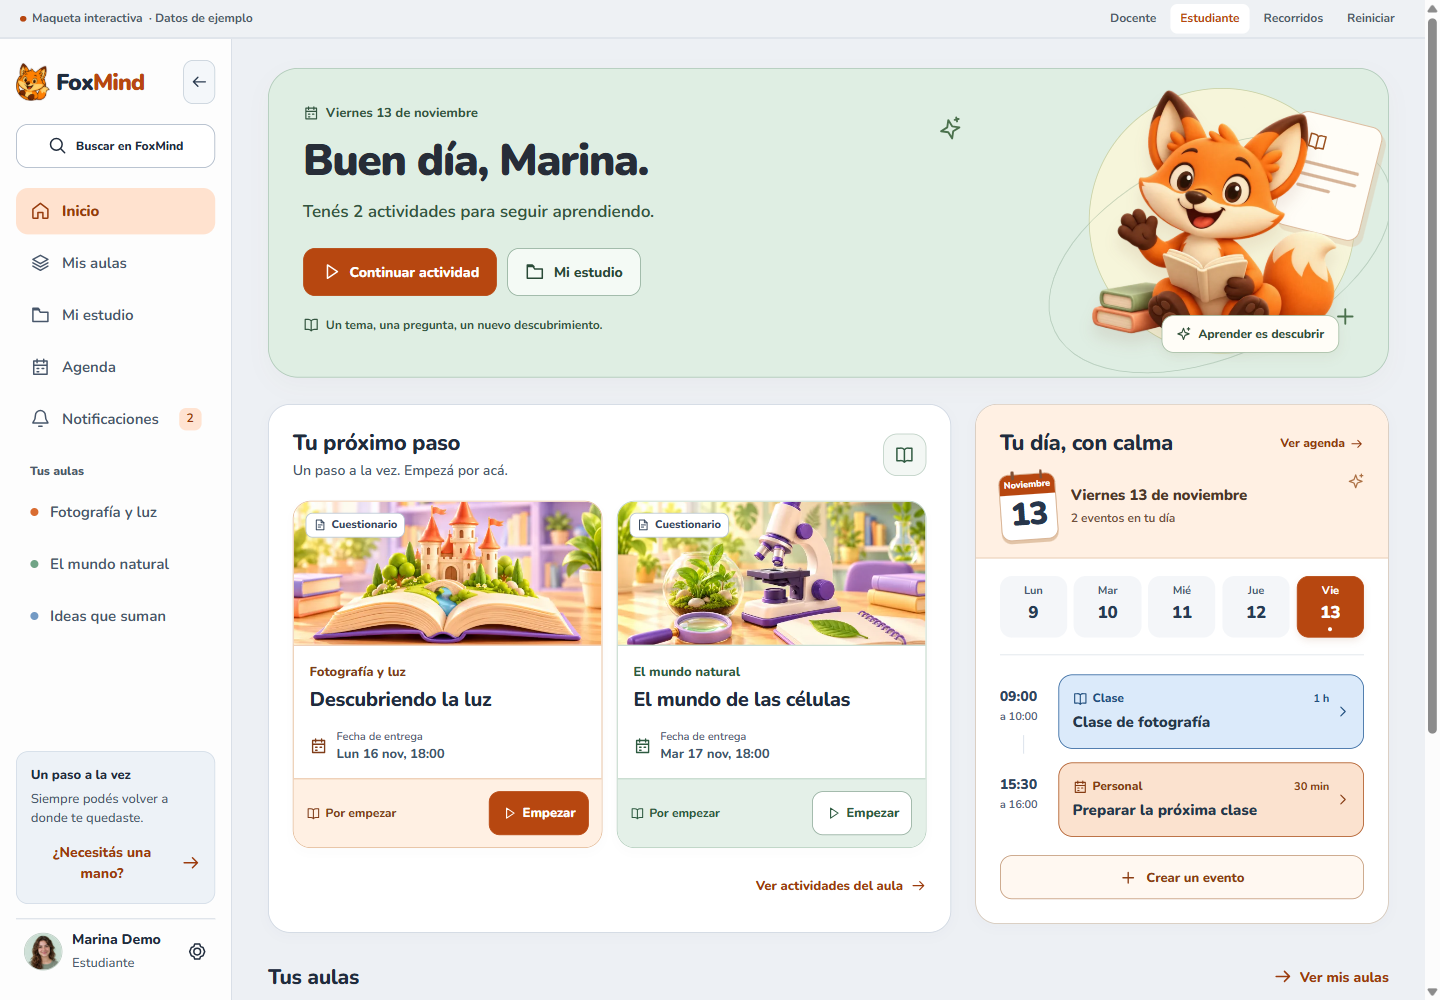 Maqueta interactiva · Datos de ejemplo
Docente
Estudiante
Recorridos
Reiniciar
FoxMind
Buscar en FoxMind
Inicio
Mis aulas
Mi estudio
Agenda
Notificaciones 2
Tus aulas
Fotografía y luz
El mundo natural
Ideas que suman
Un paso a la vez
Siempre podés volver a
donde te quedaste.
¿Necesitás una
mano?
Marina Demo
Estudiante
Viernes 13 de noviembre
Buen día, Marina.
Tenés 2 actividades para seguir aprendiendo.
Continuar actividad
Mi estudio
Un tema, una pregunta, un nuevo descubrimiento.
Aprender es descubrir
Tu próximo paso
Un paso a la vez. Empezá por acá.
Cuestionario
Fotografía y luz
Descubriendo la luz
Fecha de entrega
Lun 16 nov, 18:00
Por empezar
Empezar
Cuestionario
El mundo natural
El mundo de las células
Fecha de entrega
Mar 17 nov, 18:00
Por empezar
Empezar
Ver actividades del aula
Tu día, con calma
Ver agenda
Noviembre
13
Viernes 13 de noviembre
2 eventos en tu día
Lun
9
Mar
10
Mié
11
Jue
12
Vie
13
09:00
a 10:00
Clase
1 h
Clase de fotografía
15:30
a 16:00
Personal
30 min
Preparar la próxima clase
Crear un evento
Tus aulas
Ver mis aulas